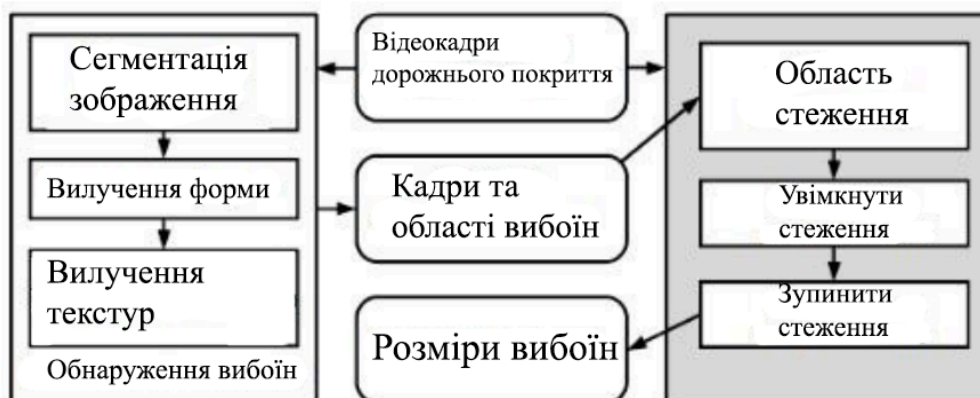 Сегментація
зображення
Вилучення форми
Вилучення
текстур
Обнаруження вибоїн
Відеокадри
дорожнього покриття
Кадри та
області вибоїн
Розміри вибоїн
Область
стеження
Увімкнути
стеження
Зупинити
стеження